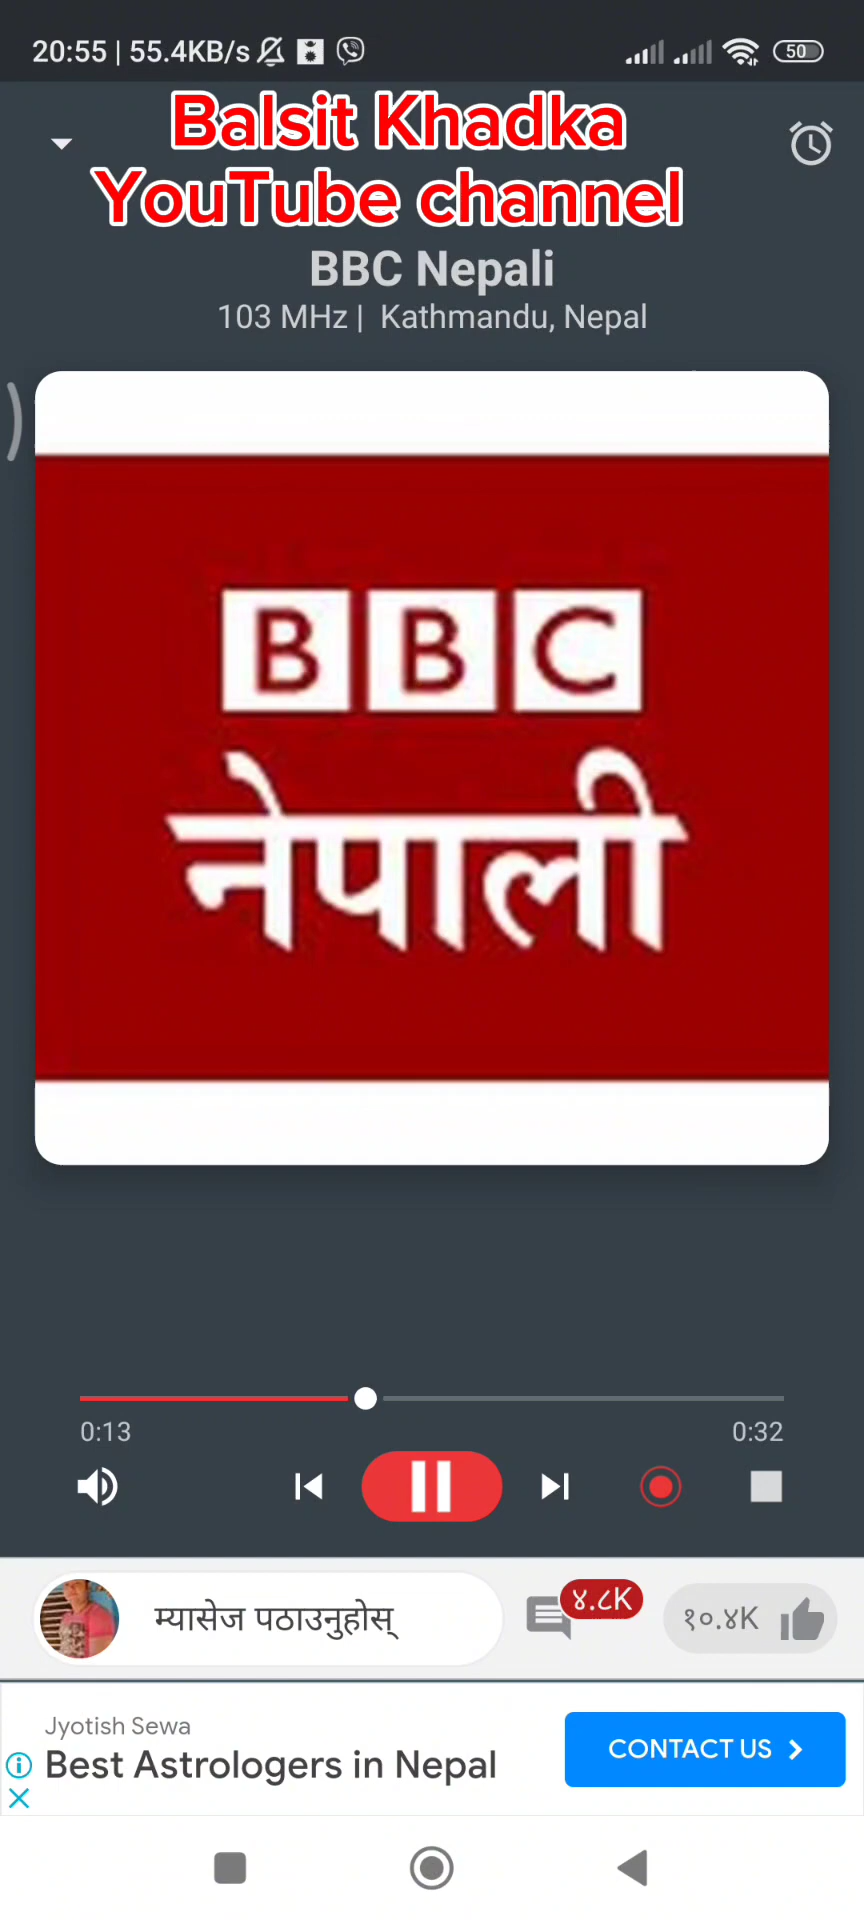 20:55 | 55.4KB/s
50
Balsit Khadka
YouTube channel
BBC Nepali
103 MHz | Kathmandu, Nepal
BBC
नेपाली
0:13
0:32
म्यासेज पठाउनुहोस्
४.८K
१०.४K
Jyotish Sewa
Best Astrologers in Nepal
CONTACT US